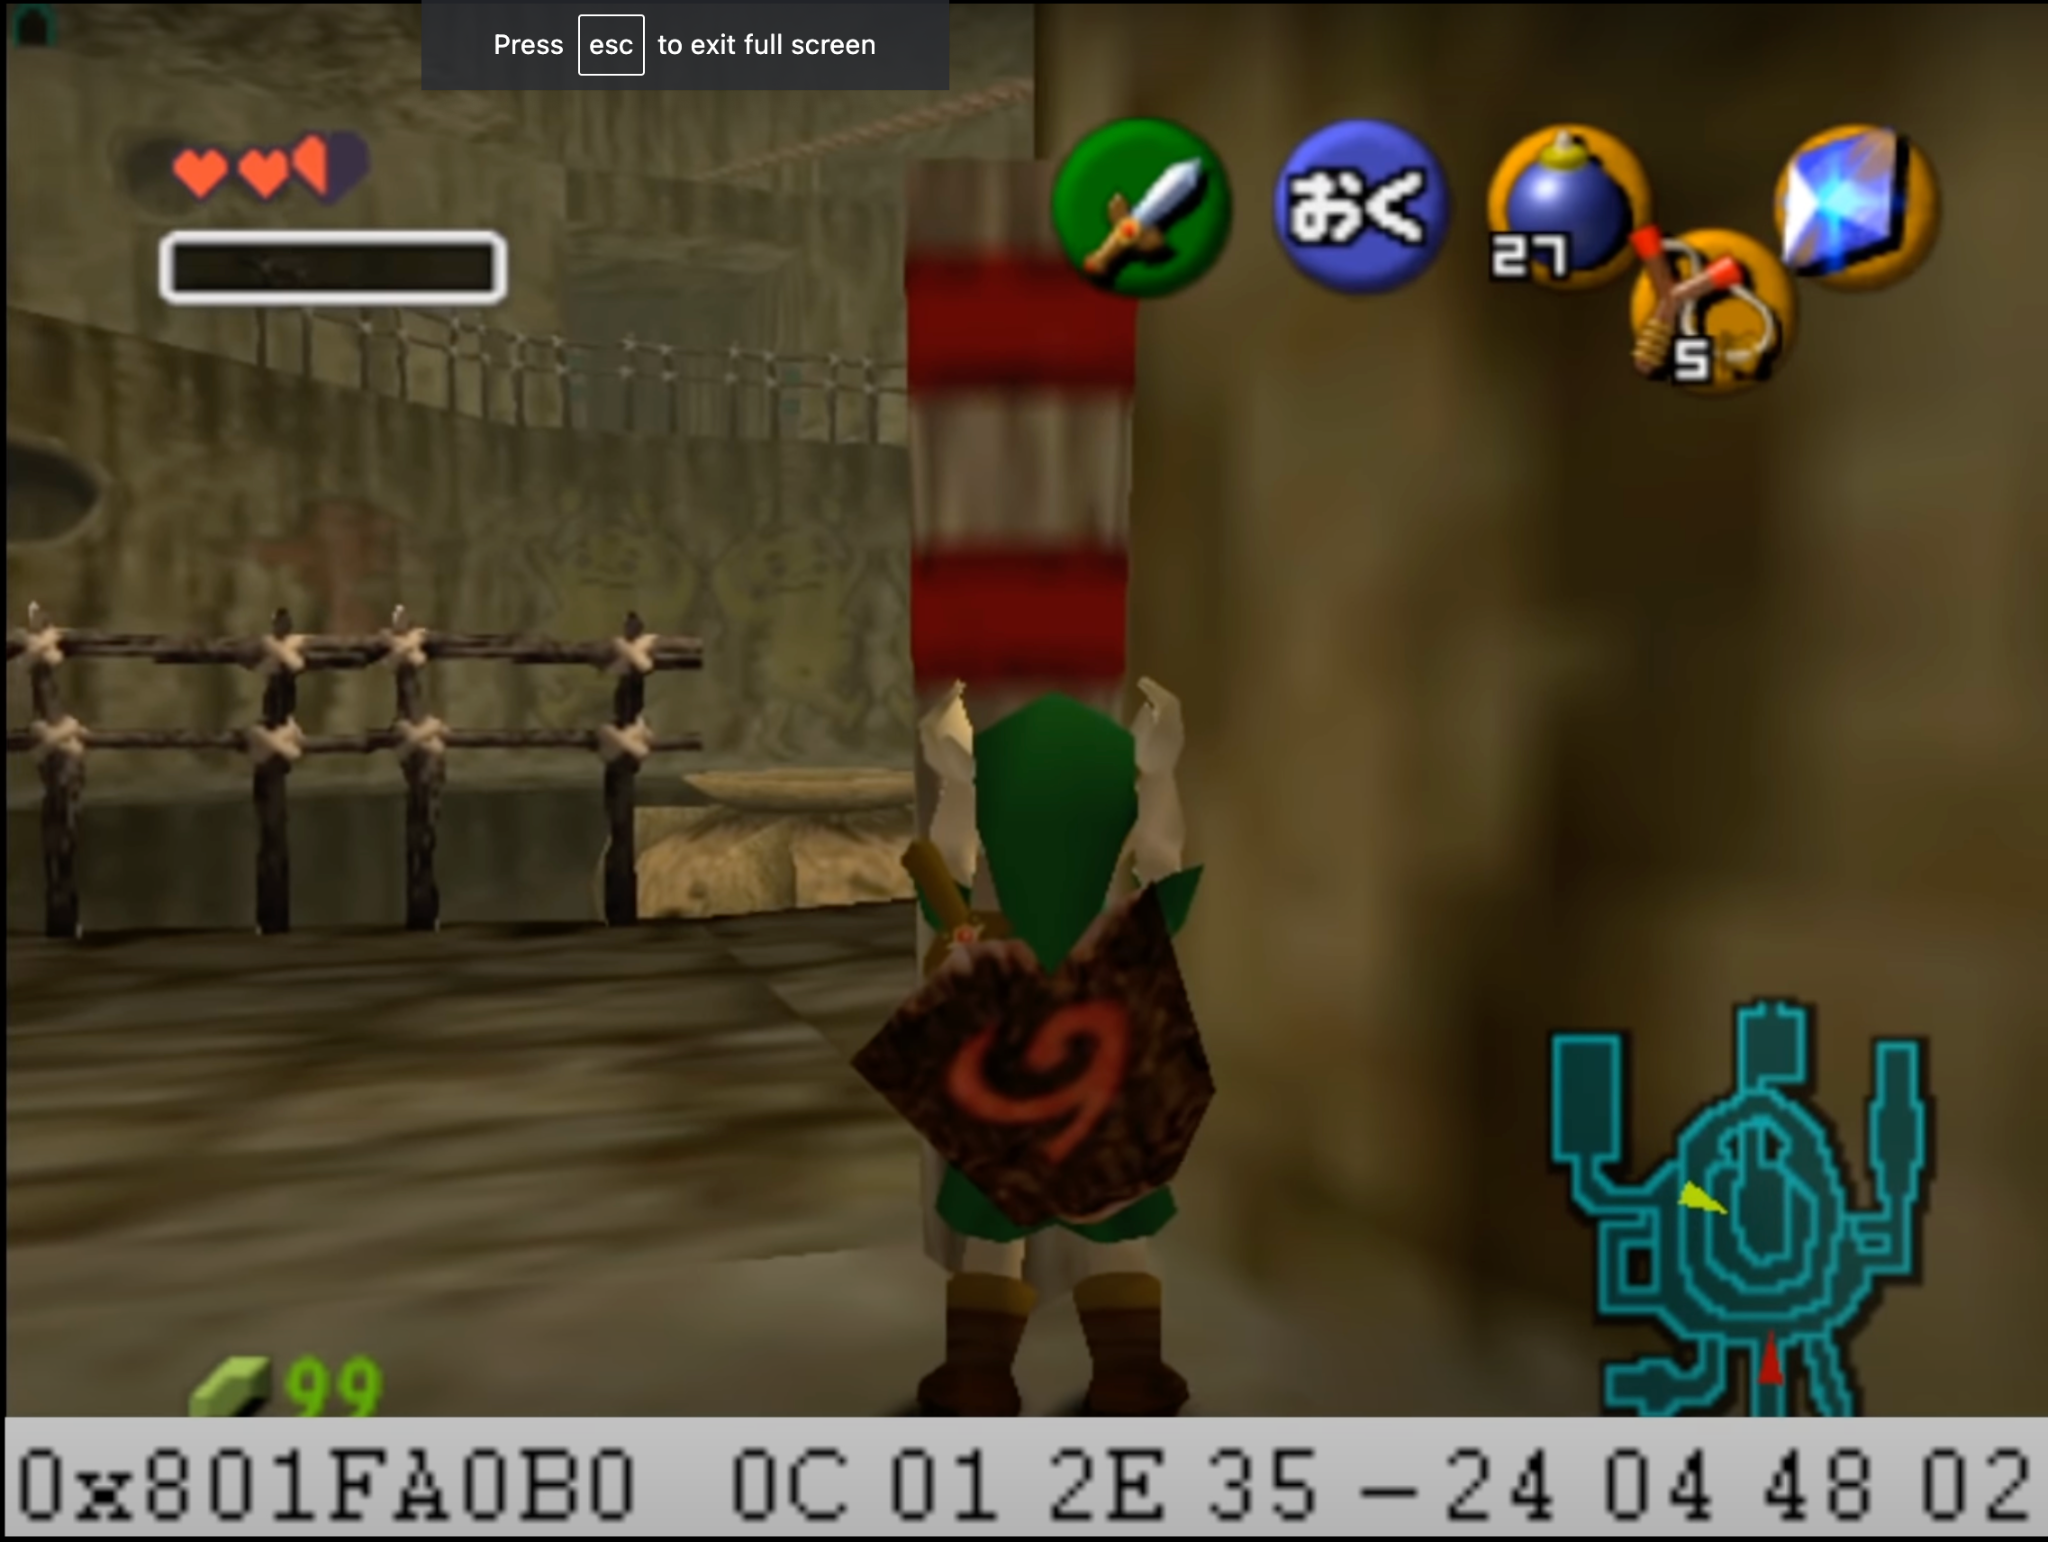 Press esc to exit full screen
おく
27
5
99
0x801FA0B0 0C 01 2E 35 – 24 04 48 02